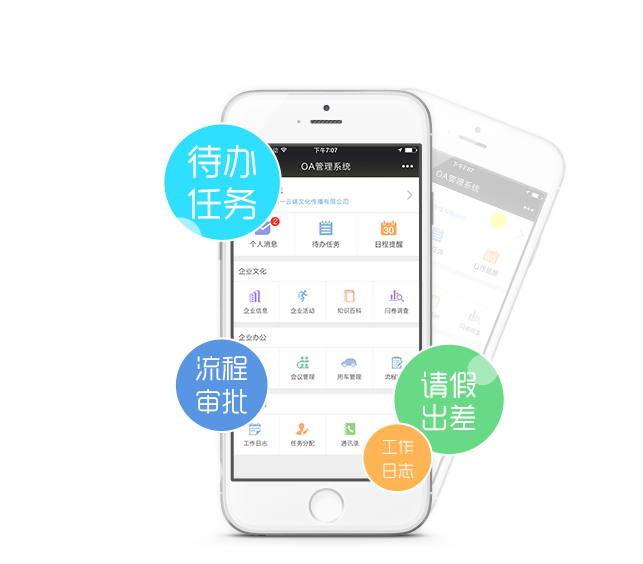 下午7:07
OA管理系统
待办
任务
一云端文化传播有限公司
2
30
个人消息
待办任务
日程提醒
企业文化
企业信息
企业活动
知识百科
问卷调查
企业办公
会议管理
用车管理
流程
流程
审批
请假
出差
工作日志
任务分配
通讯录
工作
日志
下午7:07
OA管理系统
日程提醒
问卷调查